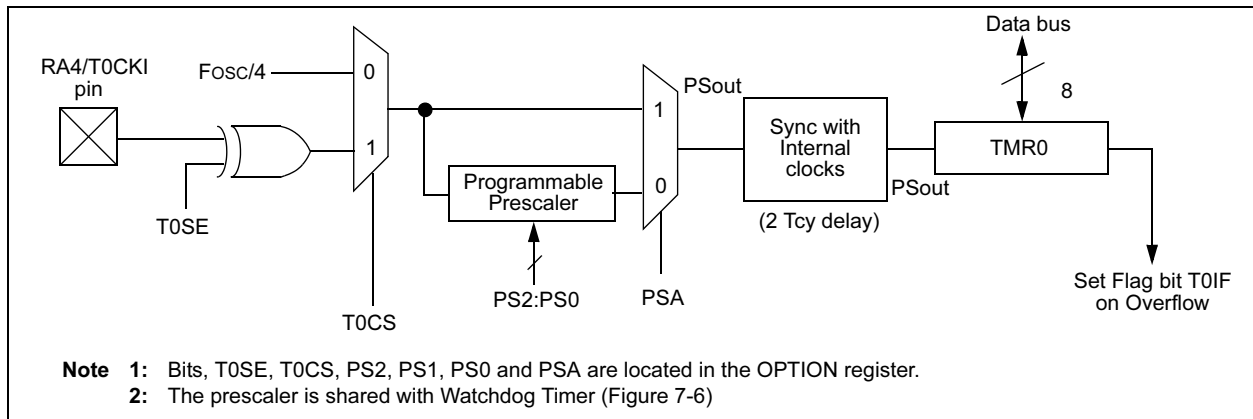 Data bus
RA4/T0CKI
pin
FOSC/4
0
PSout
8
1
Sync with
Internal
clocks
TMR0
1
Programmable
Prescaler
0
PSout
T0SE
(2 Tcy delay)
PS2:PS0
PSA
Set Flag bit T0IF
on Overflow
T0CS
Note 1: Bits, T0SE, T0CS, PS2, PS1, PS0 and PSA are located in the OPTION register.
2: The prescaler is shared with Watchdog Timer (Figure 7-6)